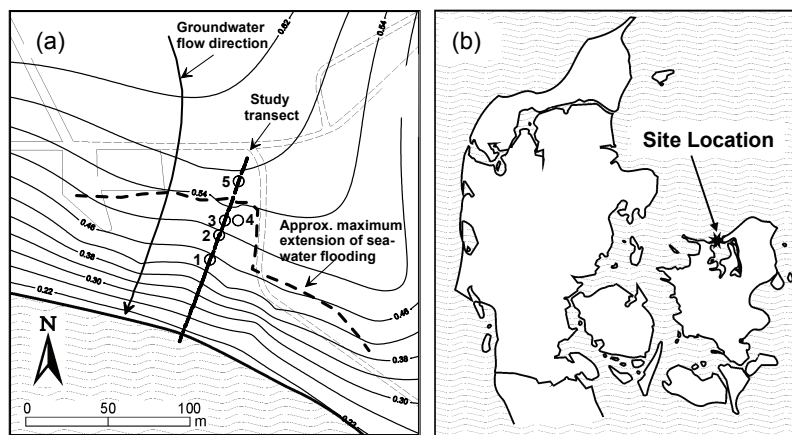 (a)
Groundwater
flow direction
0.62
0.54
Study
transect
5
0.54
3 4
2
1
0.46
0.38
0.30
0.22
Approx. maximum
extension of sea-
water flooding
0.46
0.38
0.30
0.22
N
0 50 100
m
(b)
Site Location